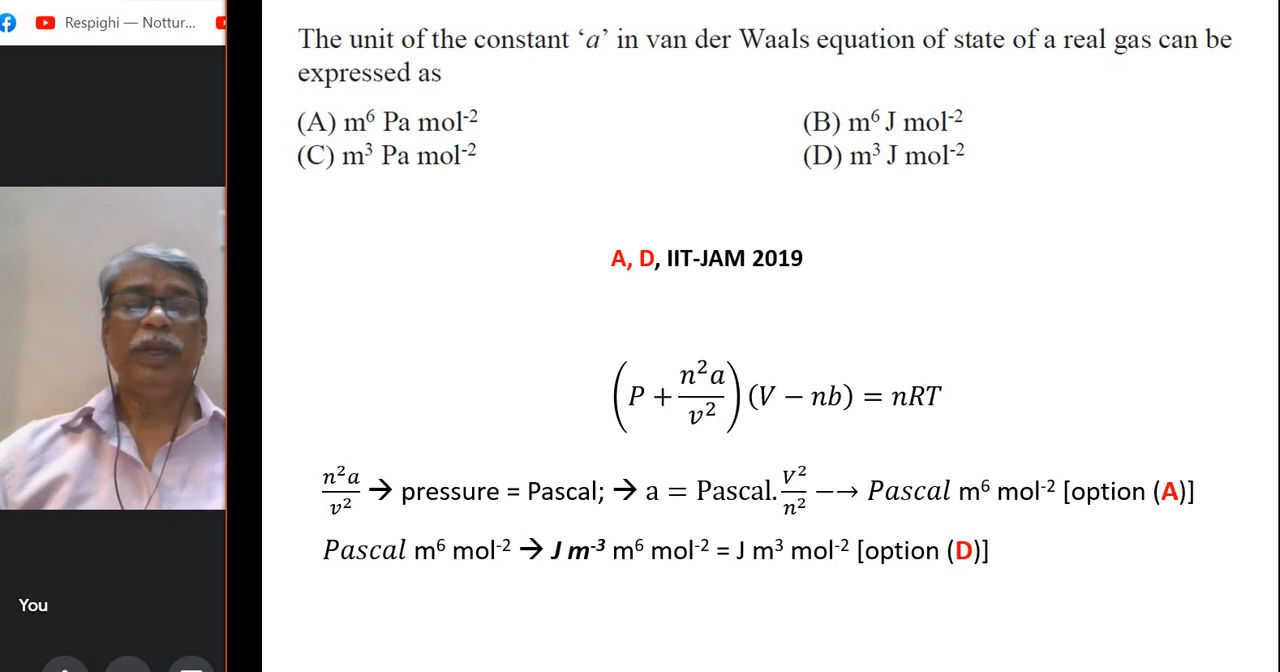 Respighi — Nottur...
The unit of the constant ‘a’ in van der Waals equation of state of a real gas can be
expressed as
(A) m⁶ Pa mol⁻² (B) m⁶ J mol⁻²
(C) m³ Pa mol⁻² (D) m³ J mol⁻²
A, D, IIT-JAM 2019
(P + n²a/v²) (V − nb) = nRT
n²a/v² → pressure = Pascal; → a = Pascal. V²/n² −→ Pascal m⁶ mol⁻² [option (A)]
Pascal m⁶ mol⁻² → J m⁻³ m⁶ mol⁻² = J m³ mol⁻² [option (D)]
You